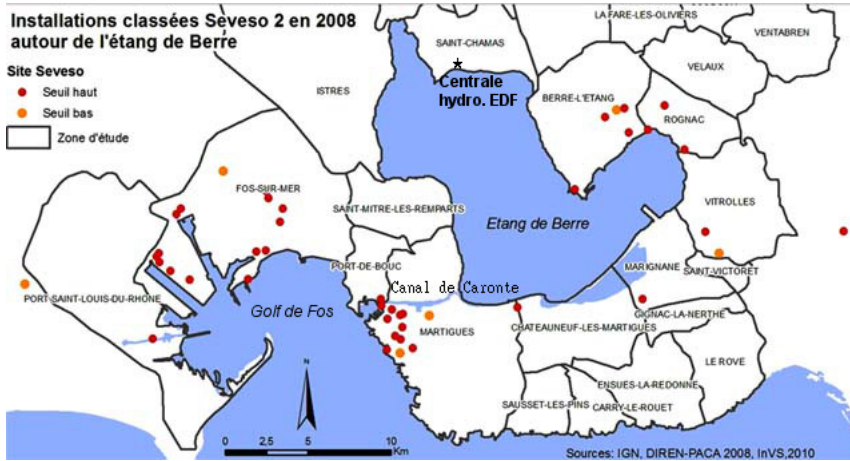 Installations classées Seveso 2 en 2008
autour de l'étang de Berre
Site Seveso
Seuil haut
Seuil bas
Zone d'étude
LA FARE-LES-OLIVIERS
VENTABREN
SAINT-CHAMAS
VELAUX
Centrale
hydro. EDF
ISTRES
BERRE-L'ETANG
ROGNAC
FOS-SUR-MER
SAINT-MITRE-LES-REMPARTS
VITROLLES
Etang de Berre
PORT-DE-BOUC
MARIGNANE
SAINT-VICTORET
Canal de Caronte
PORT-SAINT-LOUIS-DU-RHONE
Golf de Fos
GIGNAC-LA-NERTHE
MARTIGUES
CHATEAUNEUF-LES-MARTIGUES
LE ROVE
N
ENSUES-LA-REDONNE
SAUSSET-LES-PINS
CARRY-LE-ROUET
0 2,5 5 10
Km
Sources: IGN, DIREN-PACA 2008, InVS,2010